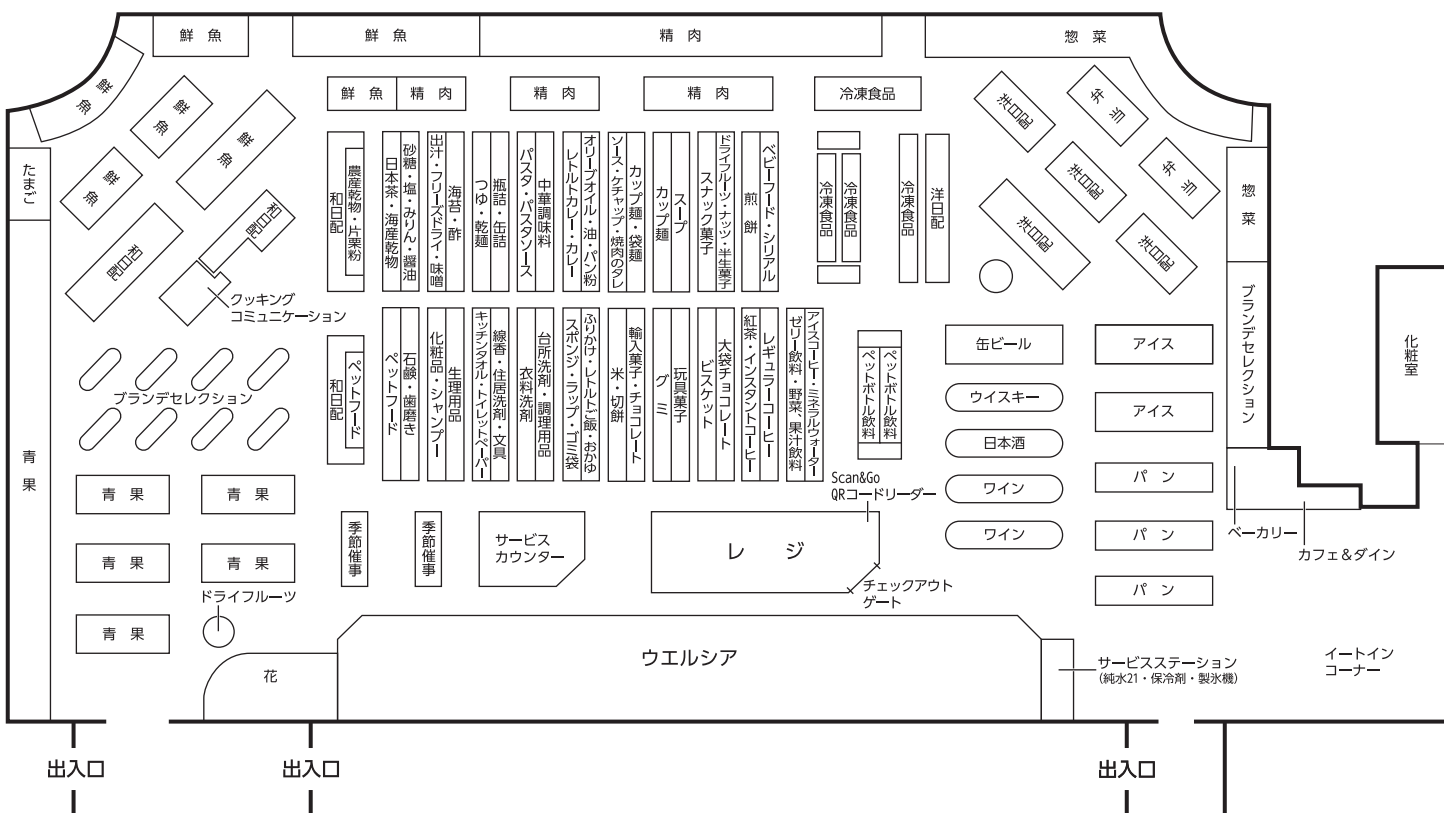 鮮 魚
鮮 魚
精 肉
惣 菜
鮮 魚
鮮 魚
精 肉
精 肉
精 肉
冷凍食品
鮮 魚
鮮 魚
鮮 魚
洋日配
弁 当
洋日配
弁 当
洋日配
洋日配
たまご
和日配
和日配
クッキング
コミュニケーション
和日配
農産乾物・片栗粉
日本茶・海産乾物
砂糖・塩・みりん・醤油
出汁・フリーズドライ・味噌
海苔・酢
つゆ・乾麺
瓶詰・缶詰
パスタ・パスタソース
中華調味料
レトルトカレー・カレー
オリーブオイル・油・パン粉
ソース・ケチャップ・焼肉のタレ
カップ麺・袋麺
カップ麺
スープ
スナック菓子
ドライフルーツ・ナッツ・半生菓子
煎餅
ベビーフード・シリアル
冷凍食品
冷凍食品
冷凍食品
洋日配
惣 菜
ブランデセレクション
化粧室
ブランデセレクション
和日配
ペットフード
ペットフード
石鹸・歯磨き
化粧品・シャンプー
生理用品
キッチンタオル・トイレットペーパー
線香・住居洗剤・文具
衣料洗剤
台所洗剤・調理用品
スポンジ・ラップ・ゴミ袋
ふりかけ・レトルトご飯・おかゆ
米・切餅
輸入菓子・チョコレート
グミ
玩具菓子
ビスケット
大袋チョコレート
紅茶・インスタントコーヒー
レギュラーコーヒー
ゼリー飲料・野菜、果汁飲料
アイスコーヒー・ミネラルウォーター
ペットボトル飲料
ペットボトル飲料
缶ビール
ウイスキー
日本酒
ワイン
ワイン
アイス
アイス
パン
パン
パン
ベーカリー
カフェ＆ダイン
青 果
青 果
青 果
青 果
青 果
青 果
ドライフルーツ
花
季節催事
季節催事
サービス
カウンター
レ ジ
Scan&Go
QRコードリーダー
チェックアウト
ゲート
ウエルシア
サービスステーション
(純水21・保冷剤・製氷機)
イートイン
コーナー
出入口
出入口
出入口